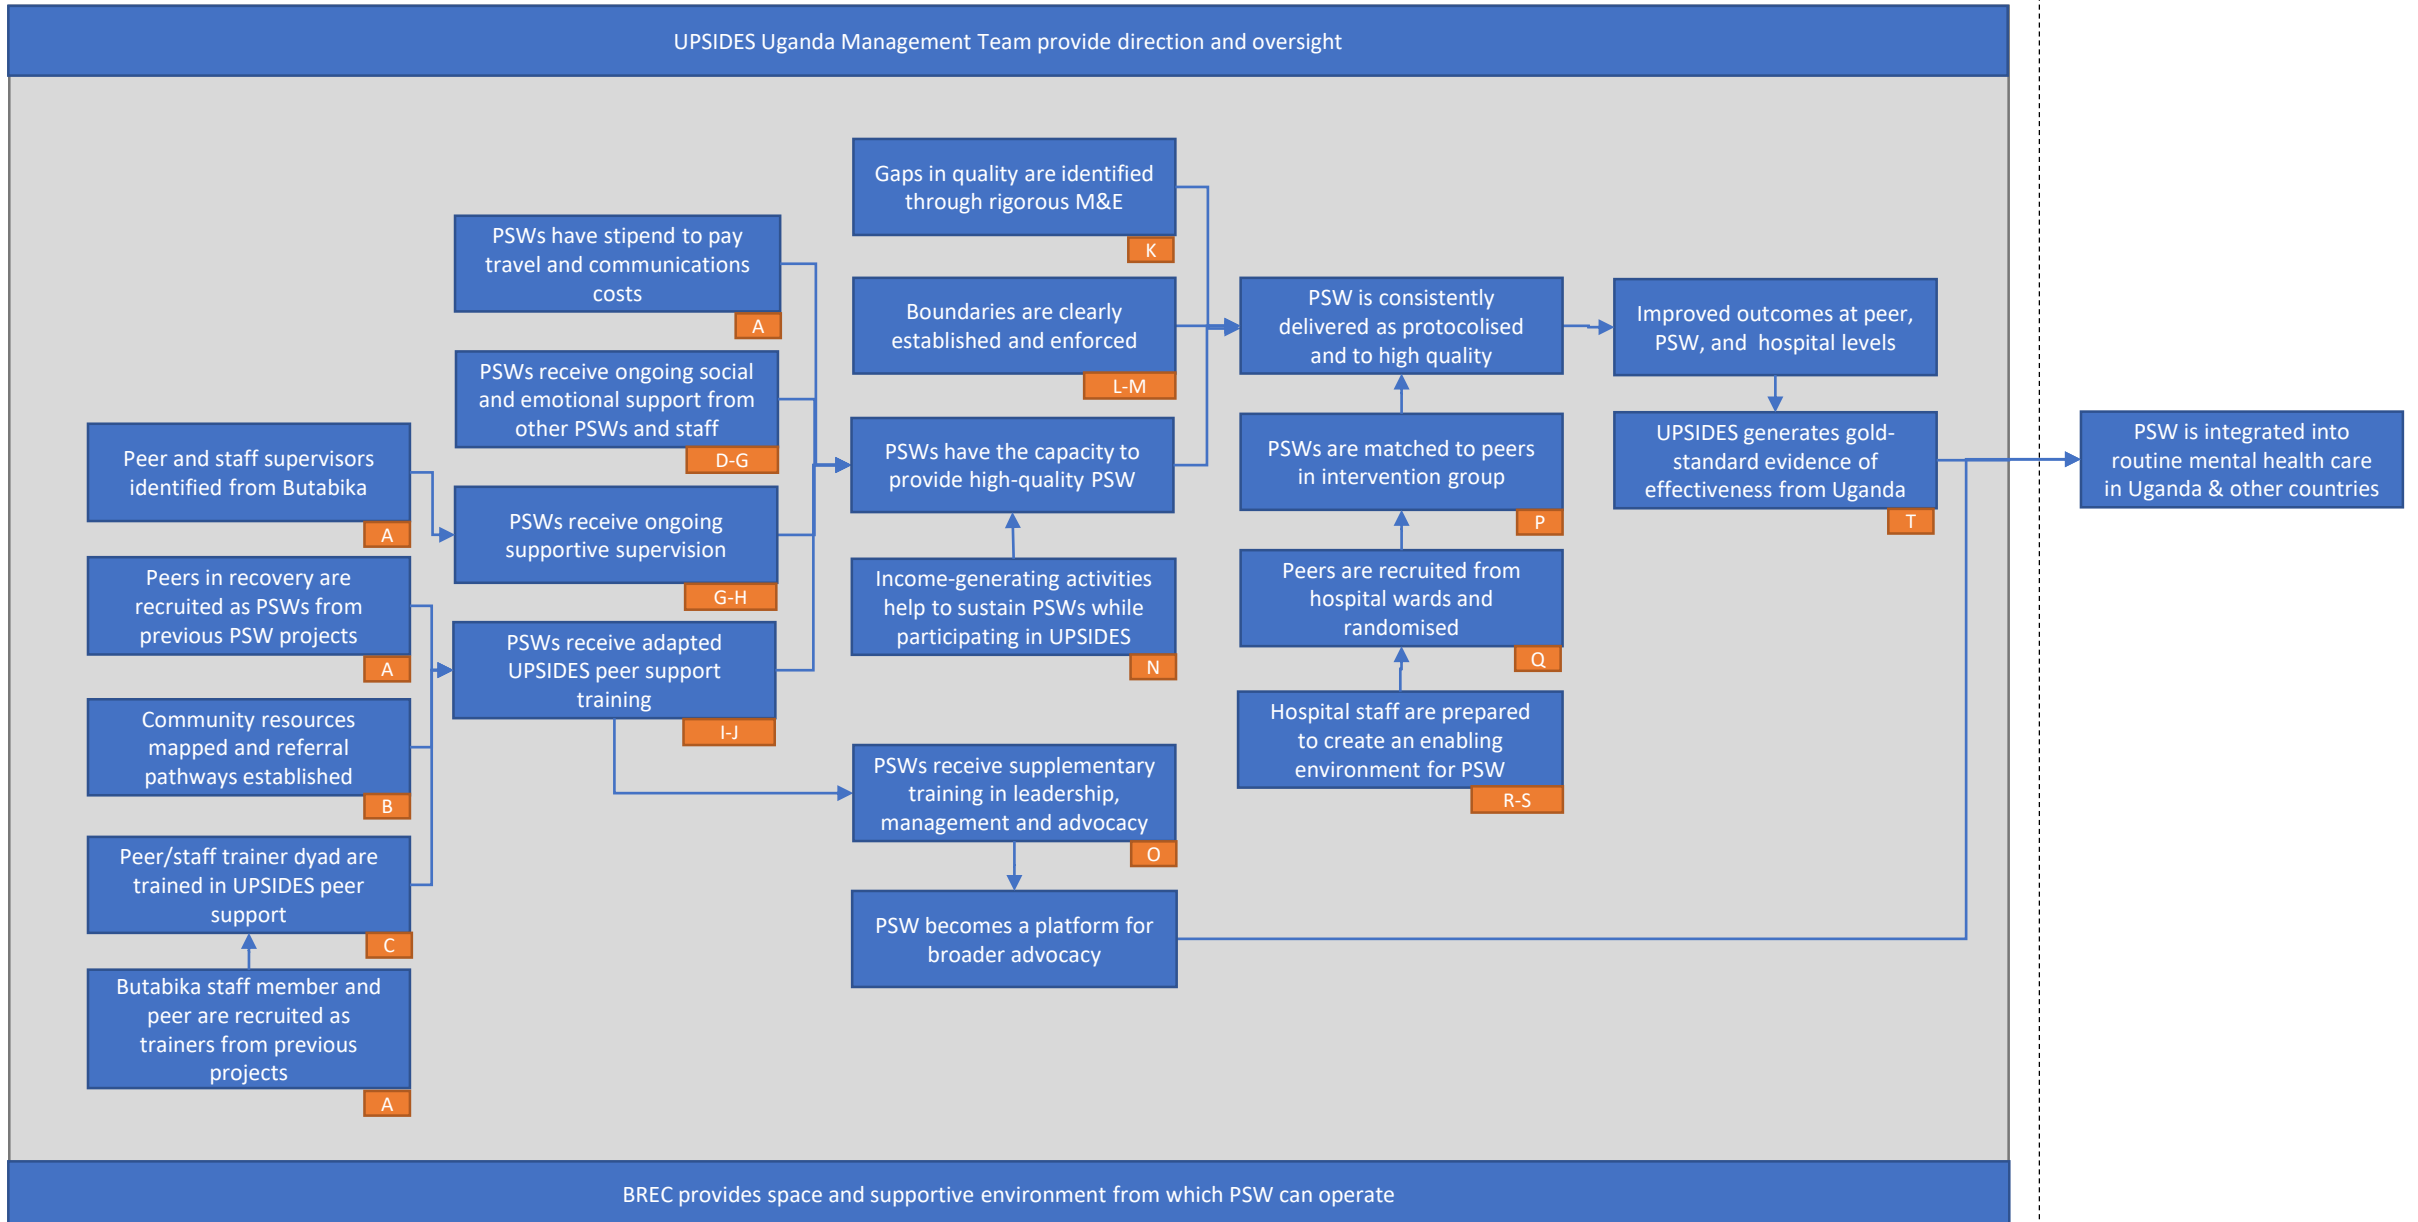 UPSIDES Uganda Management Team provide direction and oversight
Peer and staff supervisors
identified from Butabika
A
Peers in recovery are
recruited as PSWs from
previous PSW projects
A
Community resources
mapped and referral
pathways established
B
Peer/staff trainer dyad are
trained in UPSIDES peer
support
C
Butabika staff member and
peer are recruited as
trainers from previous
projects
A
PSWs have stipend to pay
travel and communications
costs
A
PSWs receive ongoing social
and emotional support from
other PSWs and staff
D-G
PSWs receive ongoing
supportive supervision
G-H
PSWs receive adapted
UPSIDES peer support
training
I-J
Gaps in quality are identified
through rigorous M&E
K
Boundaries are clearly
established and enforced
L-M
PSWs have the capacity to
provide high-quality PSW
Income-generating activities
help to sustain PSWs while
participating in UPSIDES
N
PSWs receive supplementary
training in leadership,
management and advocacy
O
PSW becomes a platform for
broader advocacy
PSW is consistently
delivered as protocolised
and to high quality
PSWs are matched to peers
in intervention group
P
Peers are recruited from
hospital wards and
randomised
Q
Hospital staff are prepared
to create an enabling
environment for PSW
R-S
Improved outcomes at peer,
PSW, and hospital levels
UPSIDES generates gold-
standard evidence of
effectiveness from Uganda
T
PSW is integrated into
routine mental health care
in Uganda & other countries
BREC provides space and supportive environment from which PSW can operate